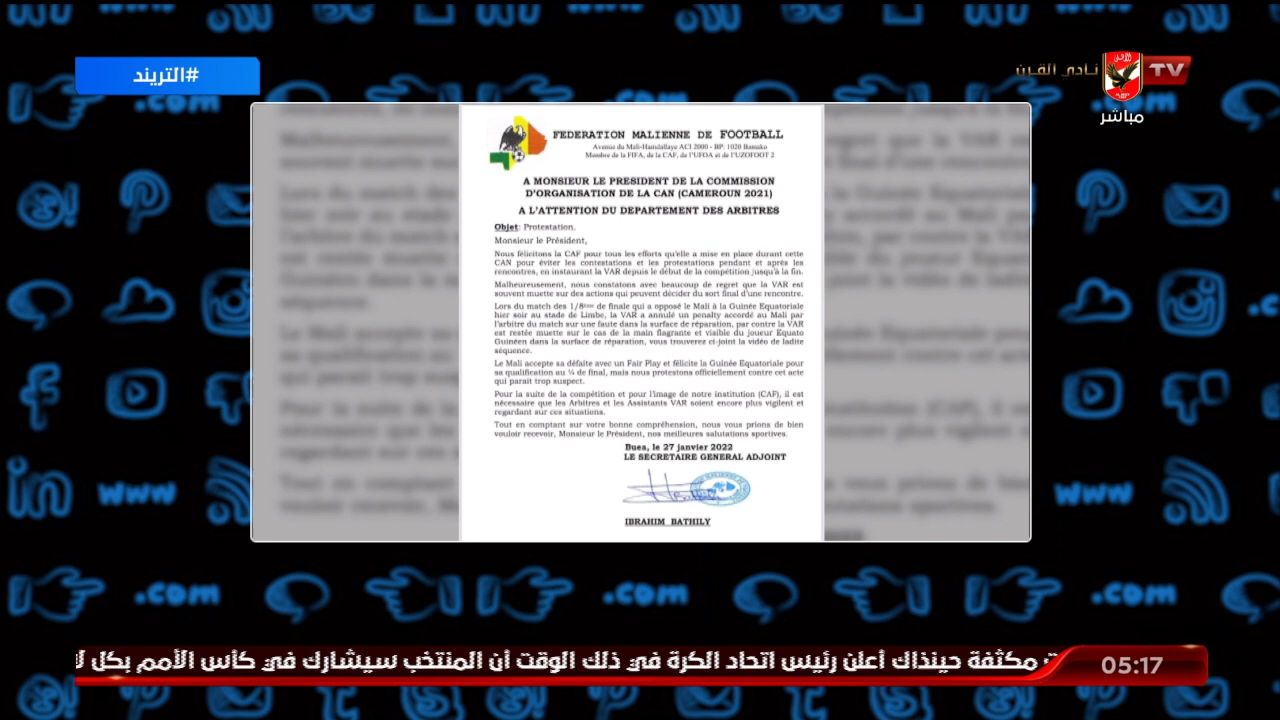 #التريند
نادي القرن
TV
مباشر
FEDERATION MALIENNE DE FOOTBALL
Avenue du Mali-Hamdallaye ACI 2000 - BP: 1020 Bamako
Membre de la FIFA, de la CAF, de l'UFOA et de l'UZOFOOT 2
A MONSIEUR LE PRESIDENT DE LA COMMISSION
D'ORGANISATION DE LA CAN (CAMEROUN 2021)
A L'ATTENTION DU DEPARTEMENT DES ARBITRES
Objet: Protestation.
Monsieur le Président,
Nous félicitons la CAF pour tous les efforts qu'elle a mise en place durant cette
CAN pour éviter les contestations et les protestations pendant et après les
rencontres, en instaurant la VAR depuis le début de la compétition jusqu'à la fin.
Malheureusement, nous constatons avec beaucoup de regret que la VAR est
souvent muette sur des actions qui peuvent décider du sort final d'une rencontre.
Lors du match des 1/8ème de finale qui a opposé le Mali à la Guinée Equatoriale
hier soir au stade de Limbe, la VAR a annulé un penalty accordé au Mali par
l'arbitre du match sur une faute dans la surface de réparation, par contre la VAR
est restée muette sur le cas de la main flagrante et visible du joueur Equato
Guinéen dans la surface de réparation, vous trouverez ci-joint la vidéo de ladite
séquence.
Le Mali accepte sa défaite avec un Fair Play et félicite la Guinée Equatoriale pour
sa qualification au ¼ de final, mais nous protestons officiellement contre cet acte
qui parait trop suspect.
Pour la suite de la compétition et pour l'image de notre institution (CAF), il est
nécessaire que les Arbitres et les Assistants VAR soient encore plus vigilent et
regardant sur ces situations.
Tout en comptant sur votre bonne compréhension, nous vous prions de bien
vouloir recevoir, Monsieur le Président, nos meilleures salutations sportives.
Buea, le 27 janvier 2022
LE SECRETAIRE GENERAL ADJOINT
IBRAHIM BATHILY
مكثفة حينذاك أعلن رئيس اتحاد الكرة في ذلك الوقت أن المنتخب سيشارك في كأس الأمم بكل
05:17